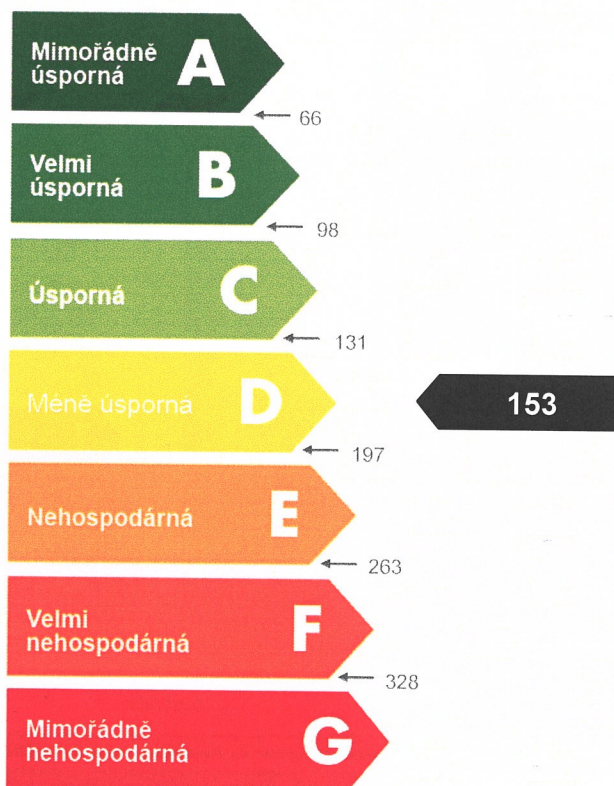 Mimořádně
úsporná
A
66
Velmi
úsporná
B
98
Úsporná
C
131
Méně úsporná
D
153
197
Nehospodárná
E
263
Velmi
nehospodárná
F
328
Mimořádně
nehospodárná
G